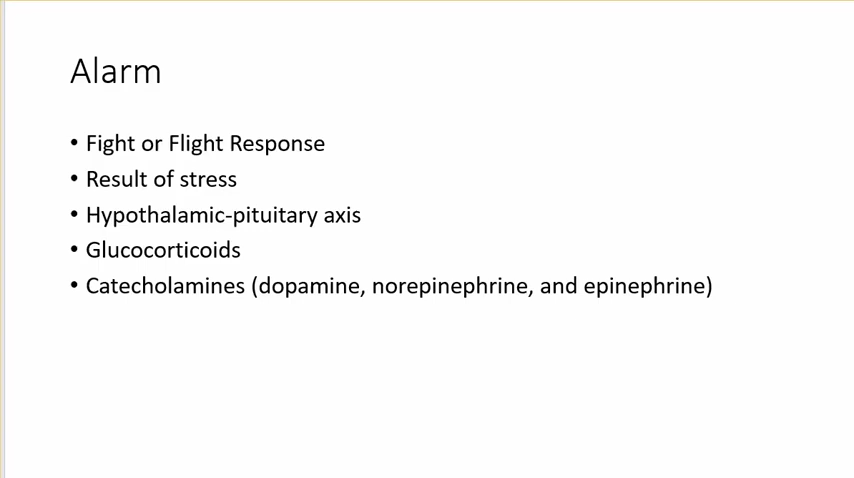 Alarm
• Fight or Flight Response
• Result of stress
• Hypothalamic-pituitary axis
• Glucocorticoids
• Catecholamines (dopamine, norepinephrine, and epinephrine)